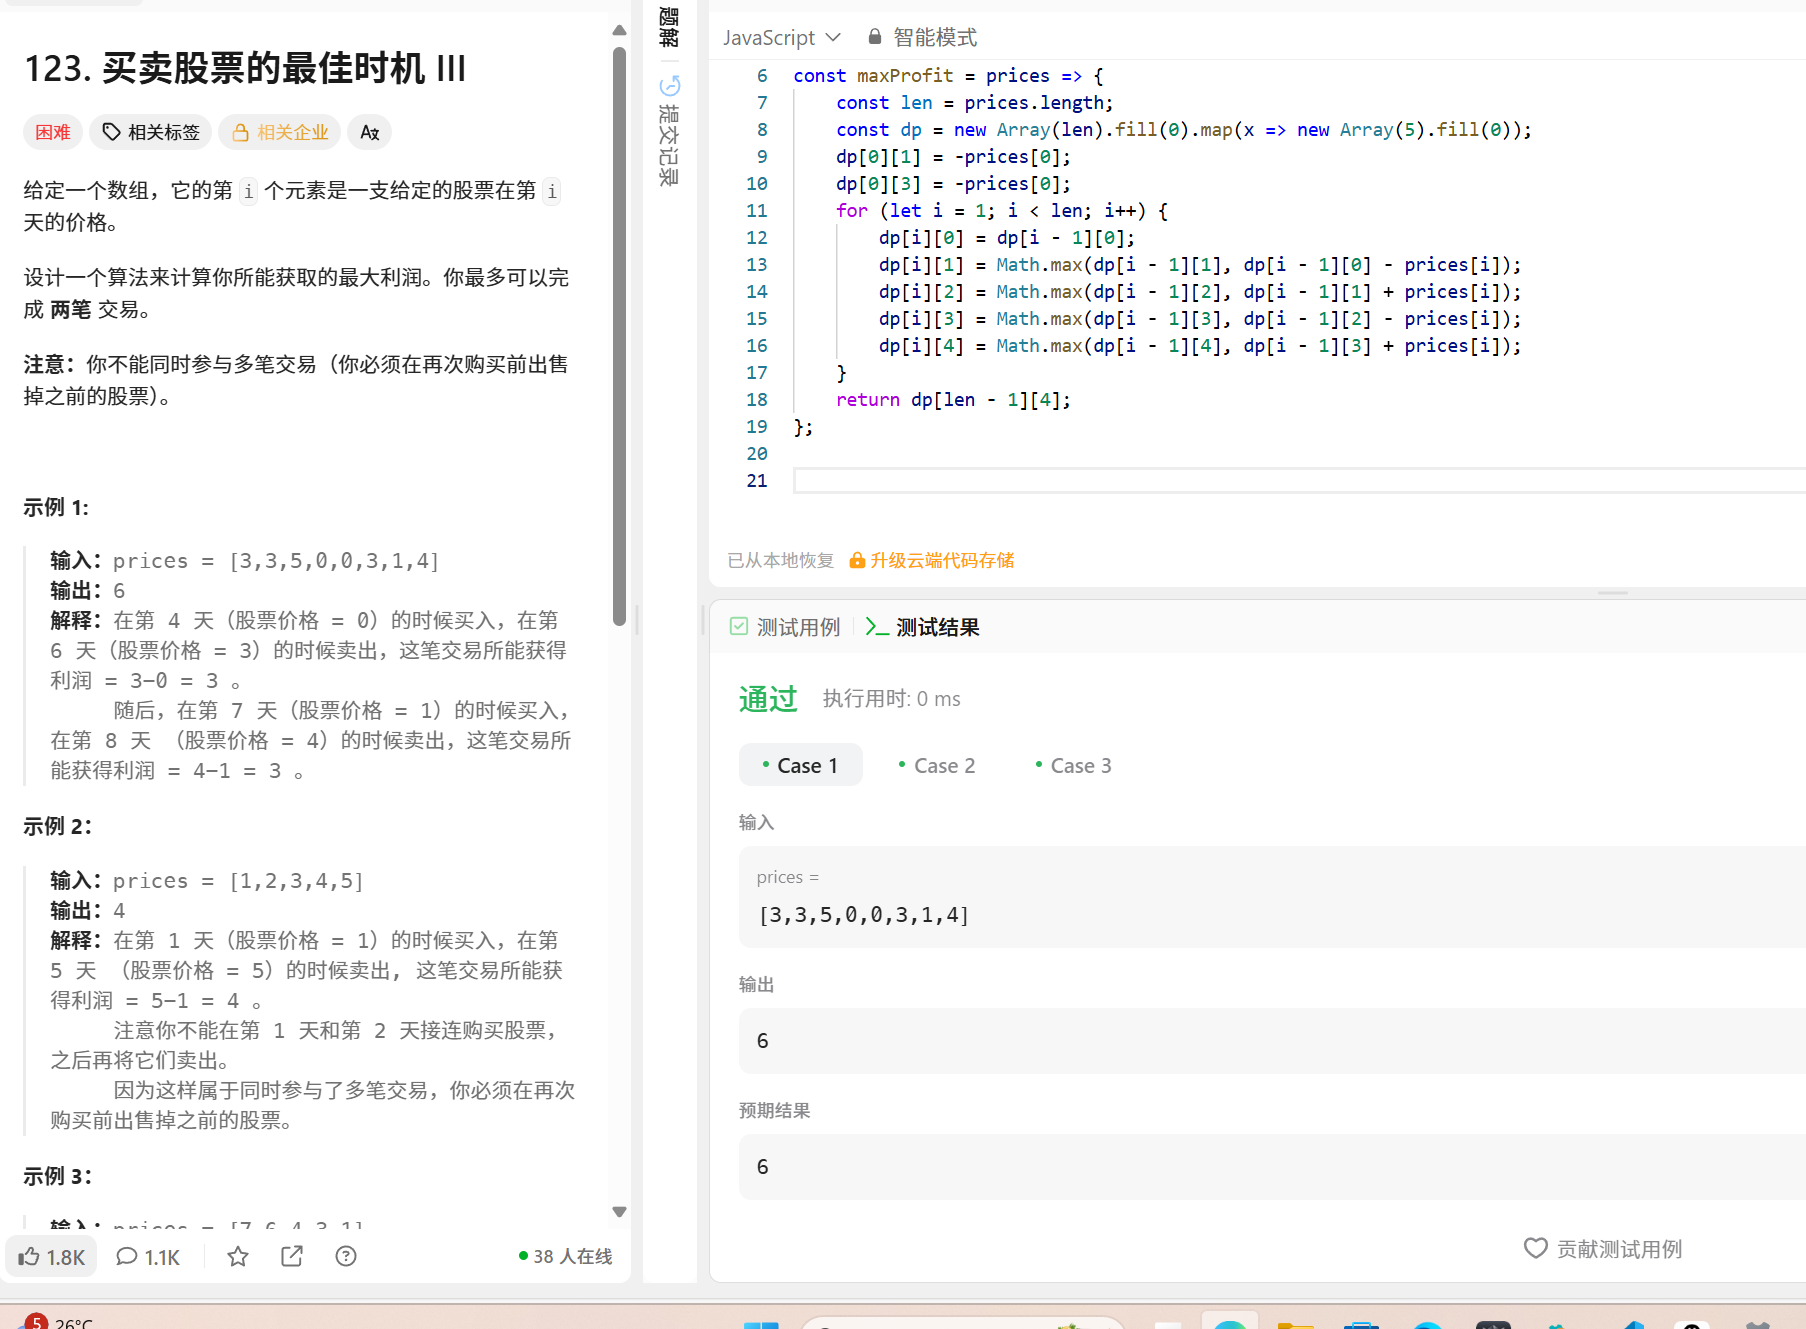 123. 买卖股票的最佳时机 III
困难
相关标签
相关企业
给定一个数组，它的第 i 个元素是一支给定的股票在第 i
天的价格。
设计一个算法来计算你所能获取的最大利润。你最多可以完
成 两笔 交易。
注意：你不能同时参与多笔交易（你必须在再次购买前出售
掉之前的股票）。
示例 1:
输入：prices = [3,3,5,0,0,3,1,4]
输出：6
解释：在第 4 天（股票价格 = 0）的时候买入，在第
6 天（股票价格 = 3）的时候卖出，这笔交易所能获得
利润 = 3-0 = 3 。
随后，在第 7 天（股票价格 = 1）的时候买入，
在第 8 天 （股票价格 = 4）的时候卖出，这笔交易所
能获得利润 = 4-1 = 3 。
示例 2：
输入：prices = [1,2,3,4,5]
输出：4
解释：在第 1 天（股票价格 = 1）的时候买入，在第
5 天 （股票价格 = 5）的时候卖出, 这笔交易所能获
得利润 = 5-1 = 4 。
注意你不能在第 1 天和第 2 天接连购买股票，
之后再将它们卖出。
因为这样属于同时参与了多笔交易，你必须在再次
购买前出售掉之前的股票。
示例 3：
输入：prices = [7,6,4,3,1]
1.8K
1.1K
38 人在线
题解
提交记录
JavaScript
智能模式
6 const maxProfit = prices => {
7 const len = prices.length;
8 const dp = new Array(len).fill(0).map(x => new Array(5).fill(0));
9 dp[0][1] = -prices[0];
10 dp[0][3] = -prices[0];
11 for (let i = 1; i < len; i++) {
12 dp[i][0] = dp[i - 1][0];
13 dp[i][1] = Math.max(dp[i - 1][1], dp[i - 1][0] - prices[i]);
14 dp[i][2] = Math.max(dp[i - 1][2], dp[i - 1][1] + prices[i]);
15 dp[i][3] = Math.max(dp[i - 1][3], dp[i - 1][2] - prices[i]);
16 dp[i][4] = Math.max(dp[i - 1][4], dp[i - 1][3] + prices[i]);
17 }
18 return dp[len - 1][4];
19 };
20
21
已从本地恢复 升级云端代码存储
测试用例
测试结果
通过 执行用时: 0 ms
Case 1
Case 2
Case 3
输入
prices =
[3,3,5,0,0,3,1,4]
输出
6
预期结果
6
贡献测试用例
5
26°C